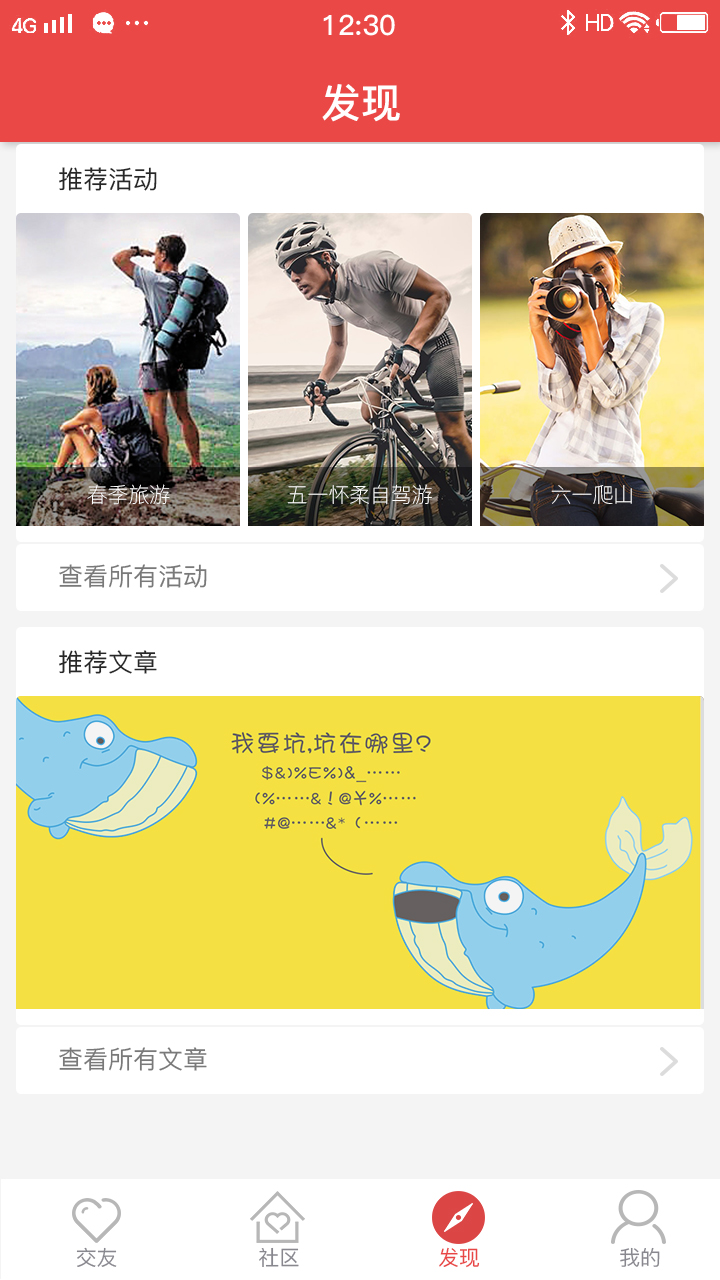 4G
12:30
HD
发现
推荐活动
春季旅游
五一怀柔自驾游
六一爬山
查看所有活动
推荐文章
我要坑,坑在哪里?
$&)%E%)&_……
(%……&！@￥%……
#@……&*（……
查看所有文章
交友
社区
发现
我的